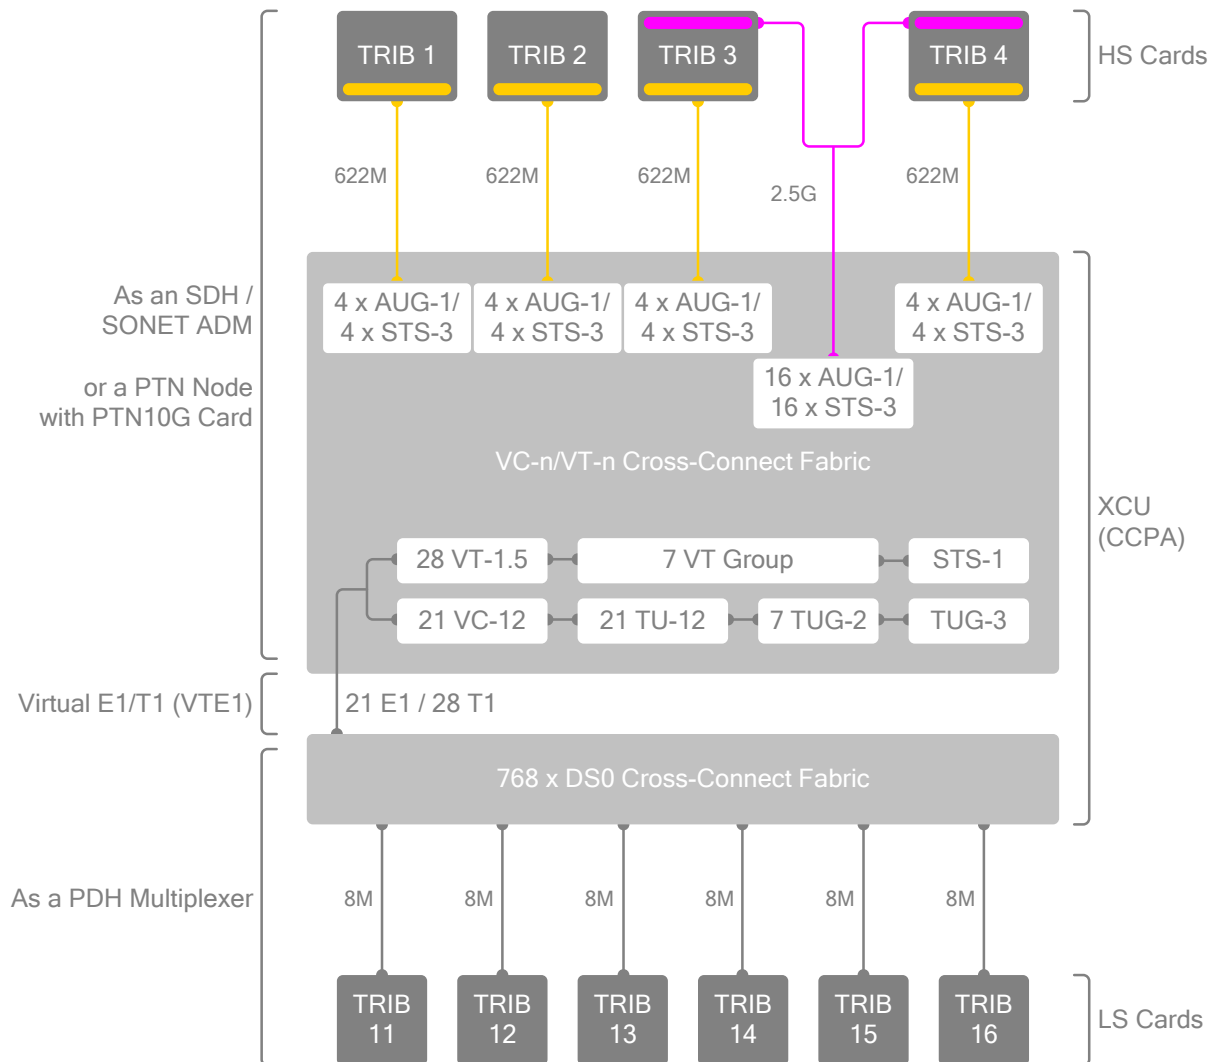 TRIB 1
TRIB 2
TRIB 3
TRIB 4
HS Cards
622M
622M
622M
2.5G
622M
As an SDH /
SONET ADM
or a PTN Node
with PTN10G Card
4 x AUG-1/
4 x STS-3
4 x AUG-1/
4 x STS-3
4 x AUG-1/
4 x STS-3
4 x AUG-1/
4 x STS-3
16 x AUG-1/
16 x STS-3
VC-n/VT-n Cross-Connect Fabric
XCU
(CCPA)
28 VT-1.5
7 VT Group
STS-1
21 VC-12
21 TU-12
7 TUG-2
TUG-3
Virtual E1/T1 (VTE1)
21 E1 / 28 T1
768 x DS0 Cross-Connect Fabric
As a PDH Multiplexer
8M
8M
8M
8M
8M
8M
TRIB
11
TRIB
12
TRIB
13
TRIB
14
TRIB
15
TRIB
16
LS Cards